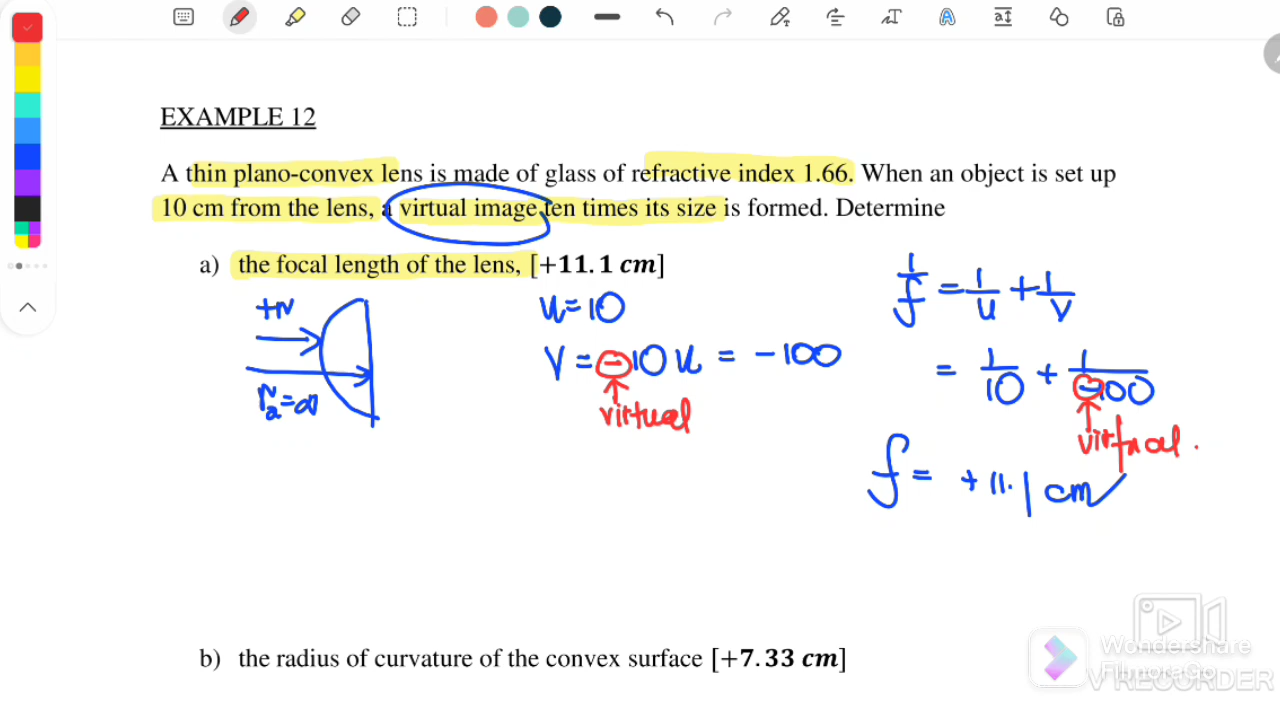 EXAMPLE 12
A thin plano-convex lens is made of glass of refractive index 1.66. When an object is set up
10 cm from the lens, a virtual image ten times its size is formed. Determine
a) the focal length of the lens, [+11.1 cm]
+r
r₂=∞
u=10
V = -10u = -100
virtual
1/f = 1/u + 1/v
= 1/10 + 1/-100
virtual.
f = +11.1 cm
b) the radius of curvature of the convex surface [+7.33 cm]
Wondershare
FilmoraGo
V RECORDER